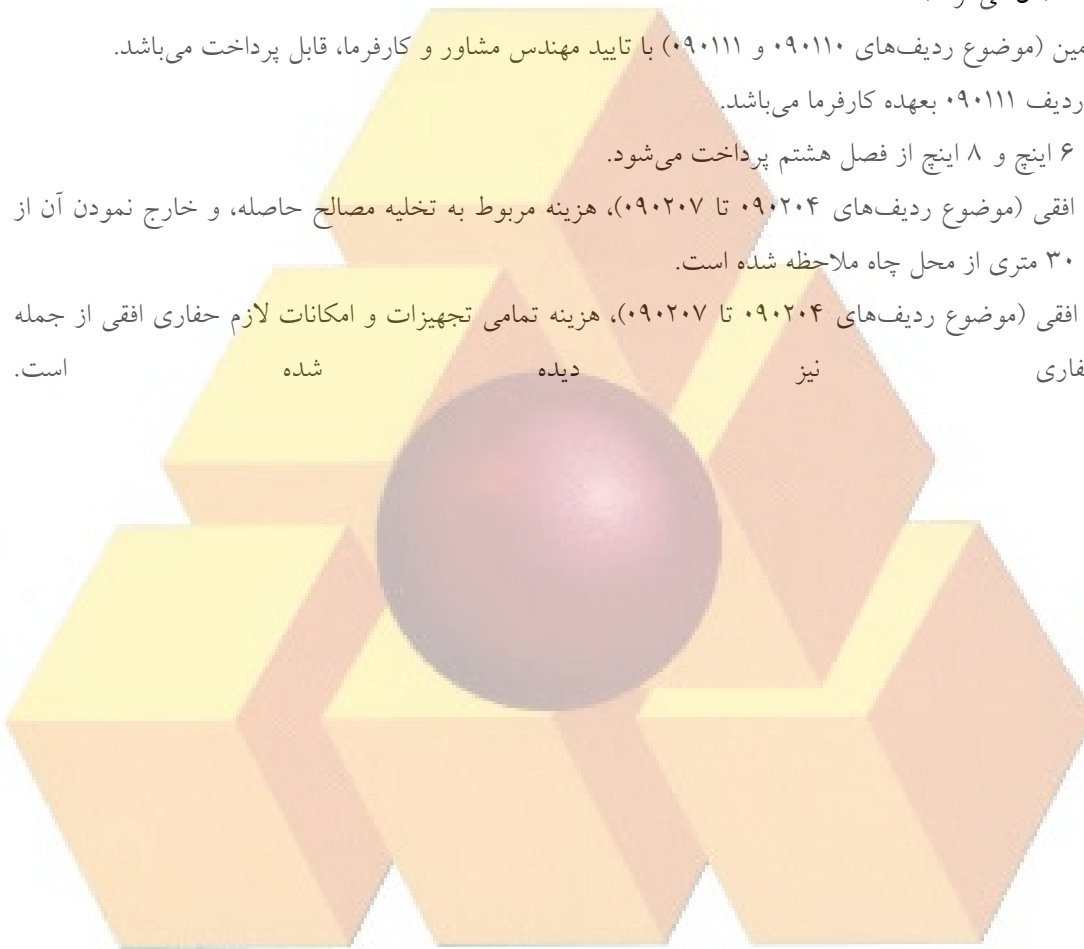 مین (موضوع ردیف‌های ۰۹۰۱۱۰ و ۰۹۰۱۱۱) با تایید مهندس مشاور و کارفرما، قابل پرداخت می‌باشد.
ردیف ۰۹۰۱۱۱ بعهده کارفرما می‌باشد.
۶ اینچ و ۸ اینچ از فصل هشتم پرداخت می‌شود.
افقی (موضوع ردیف‌های ۰۹۰۲۰۴ تا ۰۹۰۲۰۷)، هزینه مربوط به تخلیه مصالح حاصله، و خارج نمودن آن از
۳۰ متری از محل چاه ملاحظه شده است.
افقی (موضوع ردیف‌های ۰۹۰۲۰۴ تا ۰۹۰۲۰۷)، هزینه تمامی تجهیزات و امکانات لازم حفاری افقی از جمله
فاری نیز دیده شده است.